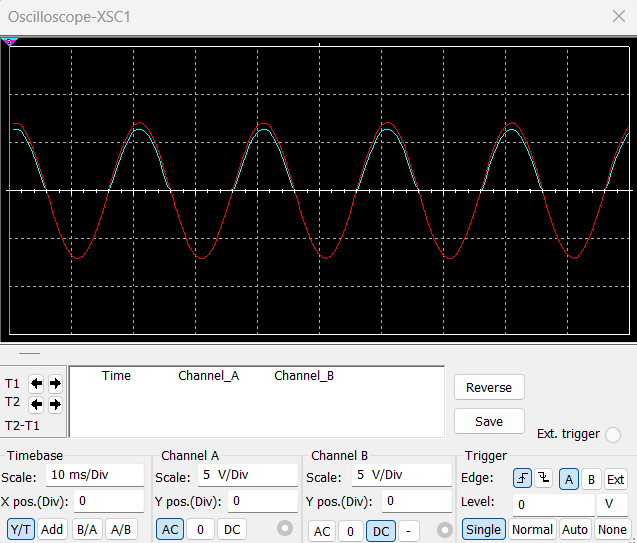 Oscilloscope-XSC1
Time Channel_A Channel_B
T1
T2
T2-T1
Reverse
Save
Ext. trigger
Timebase
Scale: 10 ms/Div
X pos.(Div): 0
Y/T Add B/A A/B
Channel A
Scale: 5 V/Div
Y pos.(Div): 0
AC 0 DC
Channel B
Scale: 5 V/Div
Y pos.(Div): 0
AC 0 DC -
Trigger
Edge: A B Ext
Level: 0 V
Single Normal Auto None